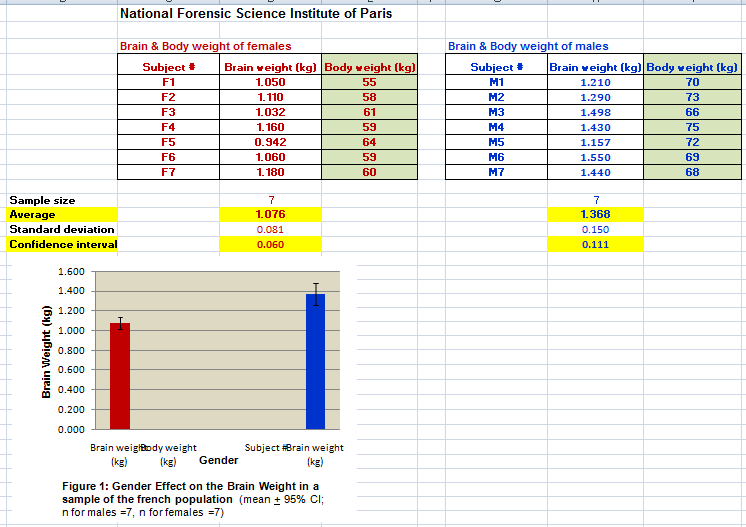 National Forensic Science Institute of Paris
Brain & Body weight of females Brain & Body weight of males
Subject # Brain weight (kg) Body weight (kg) Subject # Brain weight (kg) Body weight (kg)
F1 1.050 55 M1 1.210 70
F2 1.110 58 M2 1.290 73
F3 1.032 61 M3 1.498 66
F4 1.160 59 M4 1.430 75
F5 0.942 64 M5 1.157 72
F6 1.060 59 M6 1.550 69
F7 1.180 60 M7 1.440 68
Sample size 7 7
Average 1.076 1.368
Standard deviation 0.081 0.150
Confidence interval 0.060 0.111
1.600
1.400
1.200
1.000
0.800
0.600
0.400
0.200
0.000
Brain Weight (kg)
Brain weight Body weight Subject # Brain weight
(kg) (kg) Gender (kg)
Figure 1: Gender Effect on the Brain Weight in a
sample of the french population (mean + 95% CI;
n for males =7, n for females =7)